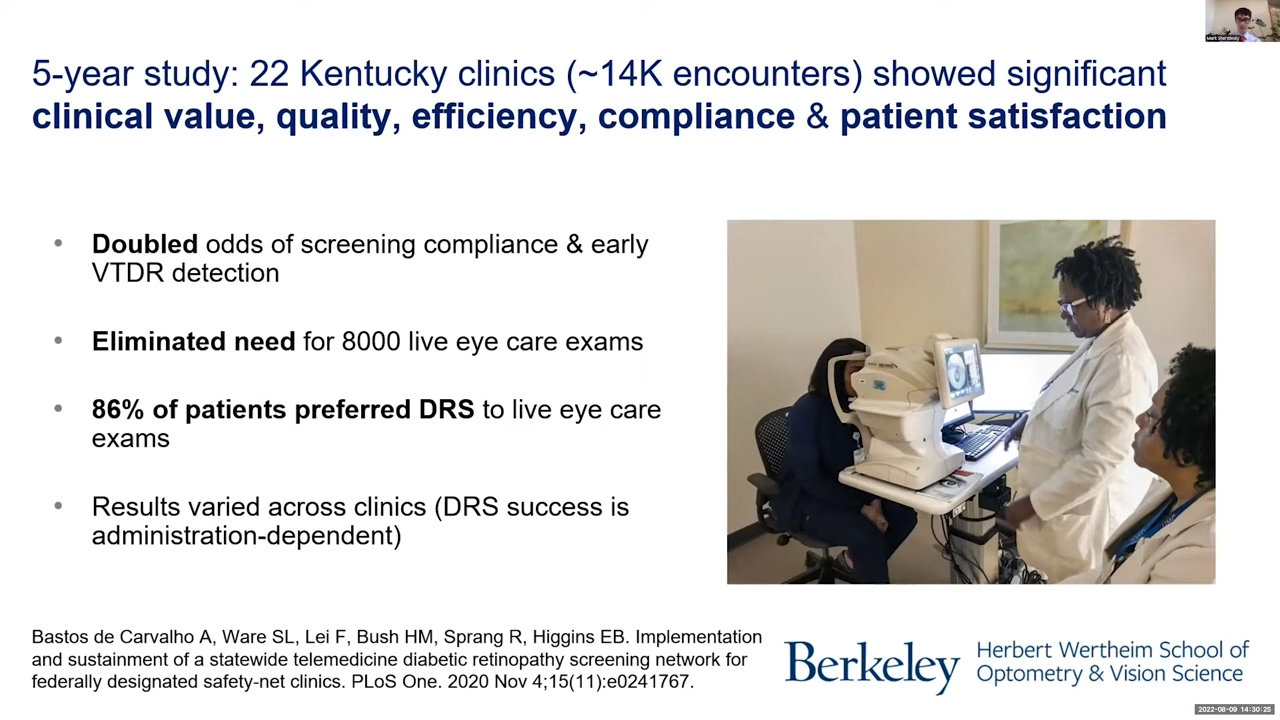 Mark Sherstinsky
5-year study: 22 Kentucky clinics (~14K encounters) showed significant
clinical value, quality, efficiency, compliance & patient satisfaction
• Doubled odds of screening compliance & early
VTDR detection
• Eliminated need for 8000 live eye care exams
• 86% of patients preferred DRS to live eye care
exams
• Results varied across clinics (DRS success is
administration-dependent)
Bastos de Carvalho A, Ware SL, Lei F, Bush HM, Sprang R, Higgins EB. Implementation
and sustainment of a statewide telemedicine diabetic retinopathy screening network for
federally designated safety-net clinics. PLoS One. 2020 Nov 4;15(11):e0241767.
Berkeley
Herbert Wertheim School of
Optometry & Vision Science
2022-08-09 14:30:25